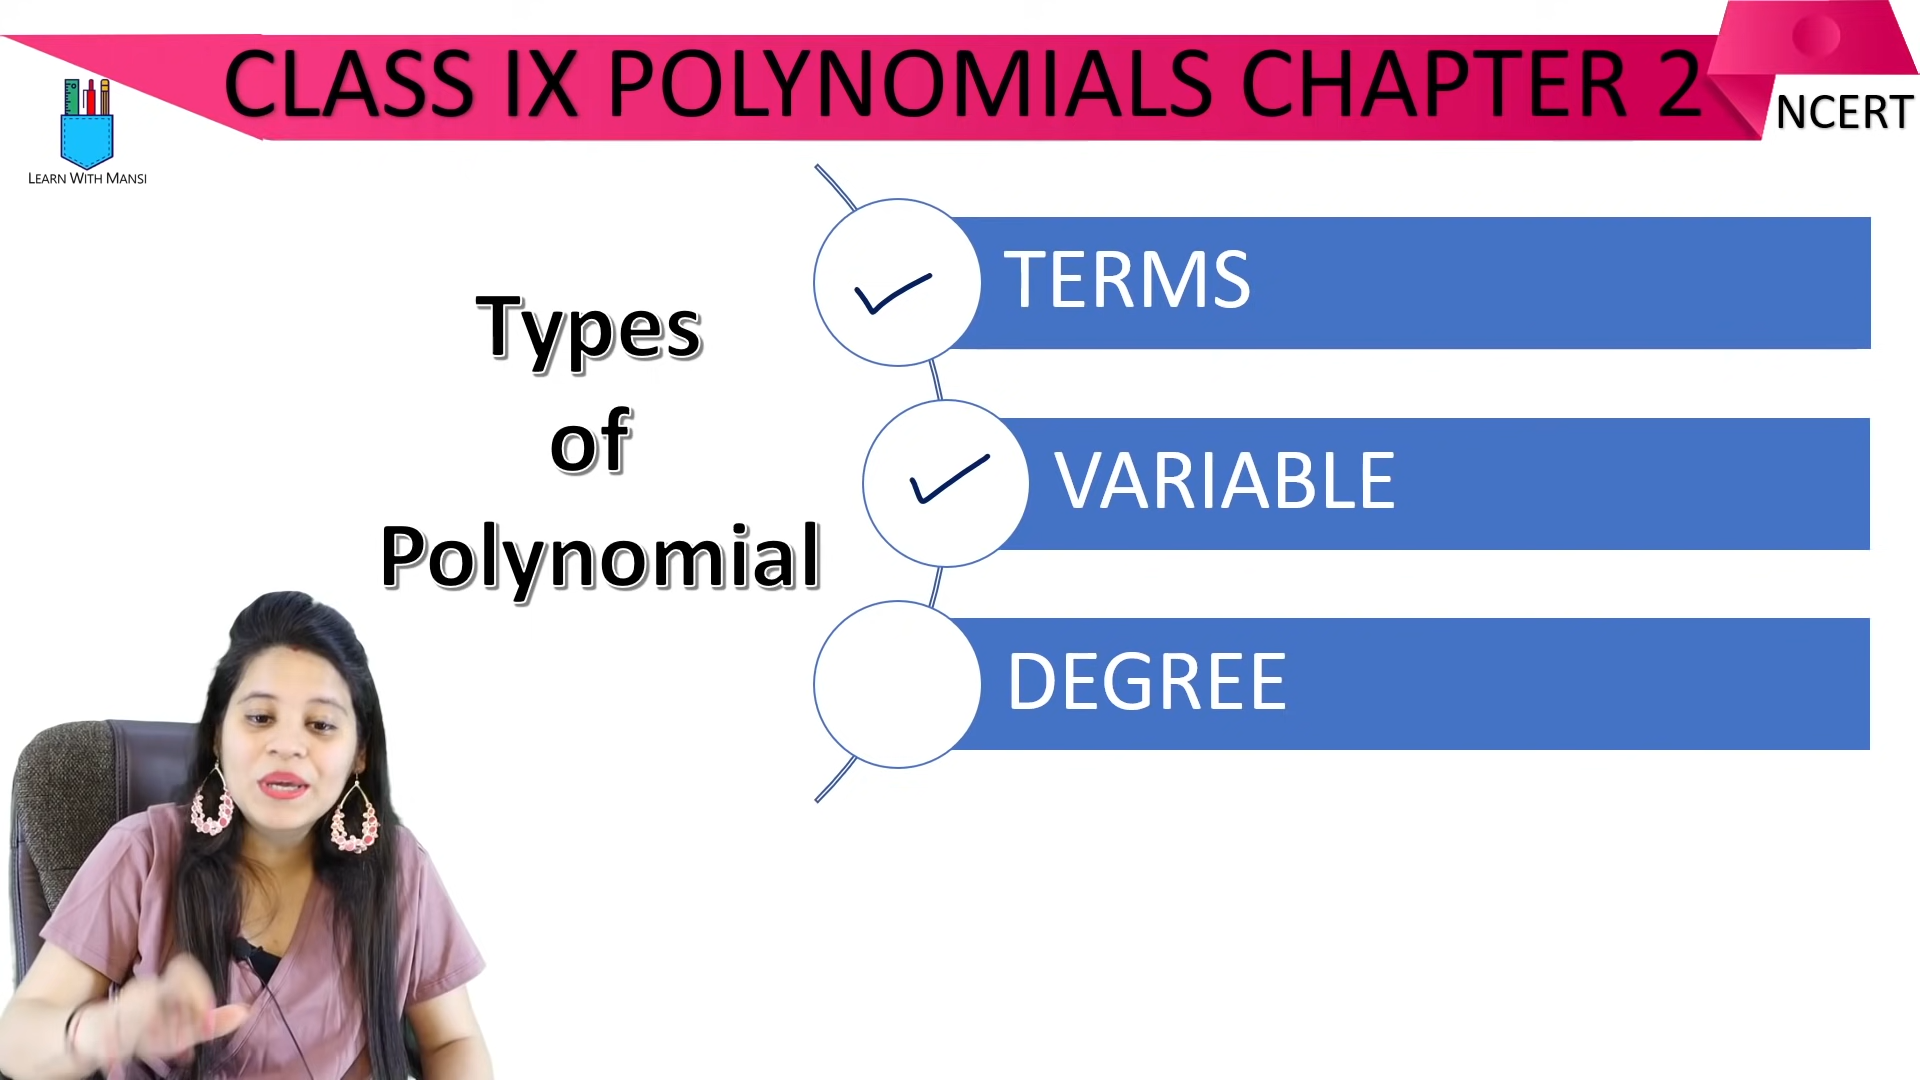 CLASS IX POLYNOMIALS CHAPTER 2
NCERT
LEARN WITH MANSI
Types
of
Polynomial
TERMS
VARIABLE
DEGREE